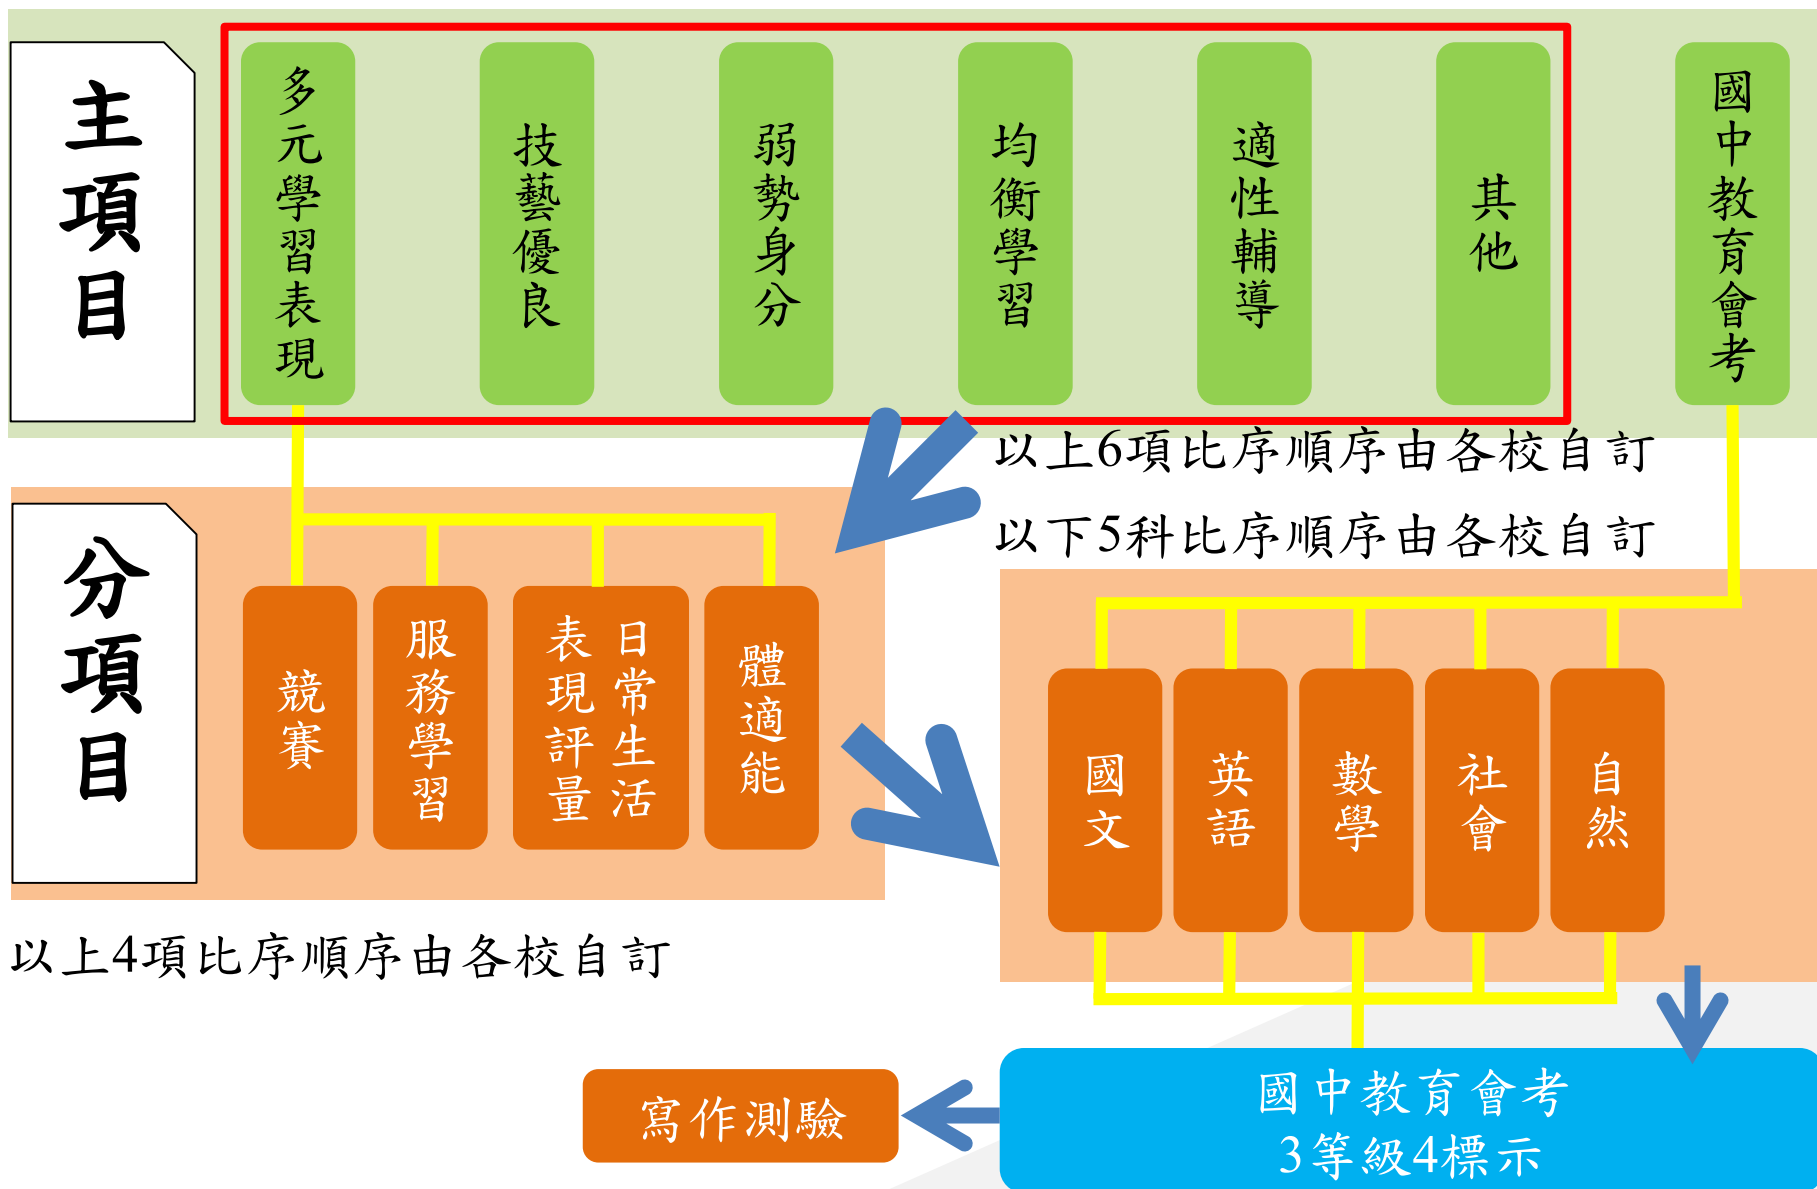 主項目
多元學習表現
技藝優良
弱勢身分
均衡學習
適性輔導
其他
國中教育會考
以上6項比序順序由各校自訂
以下5科比序順序由各校自訂
分項目
競賽
服務學習
日常生活
表現評量
體適能
國文
英語
數學
社會
自然
以上4項比序順序由各校自訂
寫作測驗
國中教育會考
3等級4標示